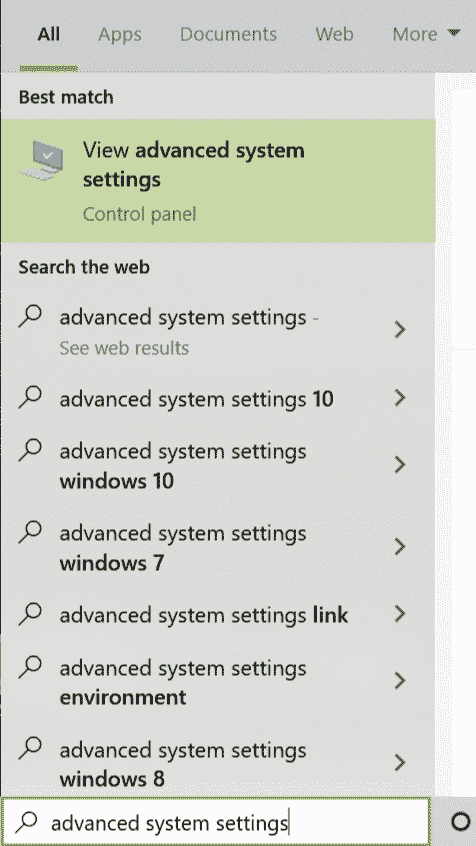 All Apps Documents Web More
Best match
View advanced system
settings
Control panel
Search the web
advanced system settings -
See web results
advanced system settings 10
advanced system settings
windows 10
advanced system settings
windows 7
advanced system settings link
advanced system settings
environment
advanced system settings
windows 8
advanced system settings